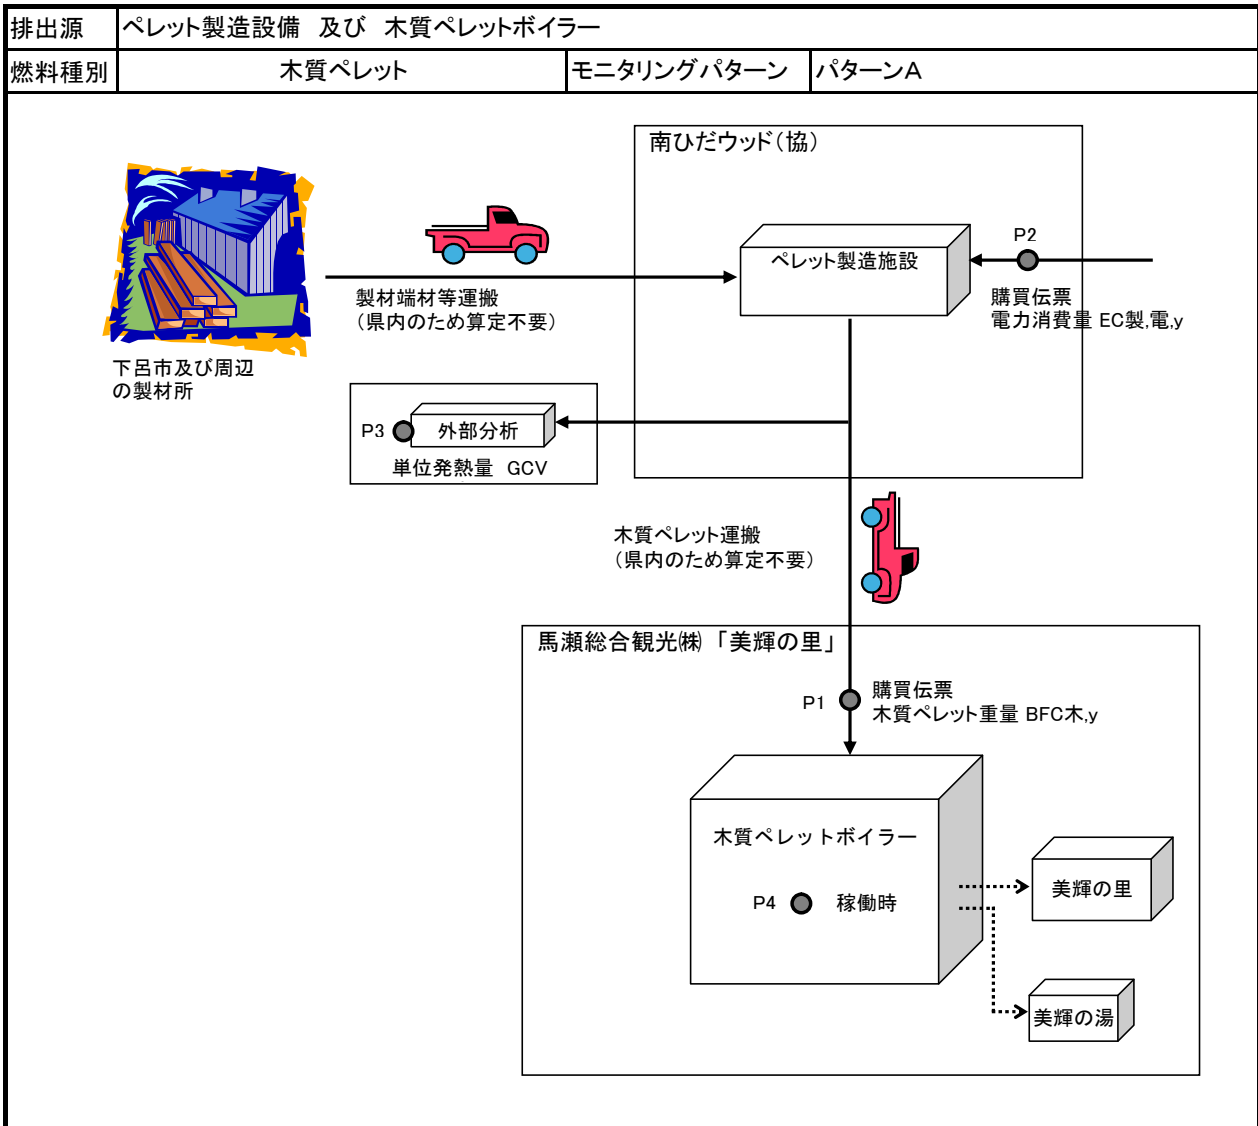 排出源 ペレット製造設備 及び 木質ペレットボイラー
燃料種別 木質ペレット モニタリングパターン パターンA
南ひだウッド(協)
ペレット製造施設
P2
購買伝票
電力消費量 EC製,電,y
製材端材等運搬
(県内のため算定不要)
下呂市及び周辺
の製材所
P3 外部分析
単位発熱量 GCV
木質ペレット運搬
(県内のため算定不要)
馬瀬総合観光㈱ 「美輝の里」
P1
購買伝票
木質ペレット重量 BFC木,y
木質ペレットボイラー
P4 稼働時
美輝の里
美輝の湯